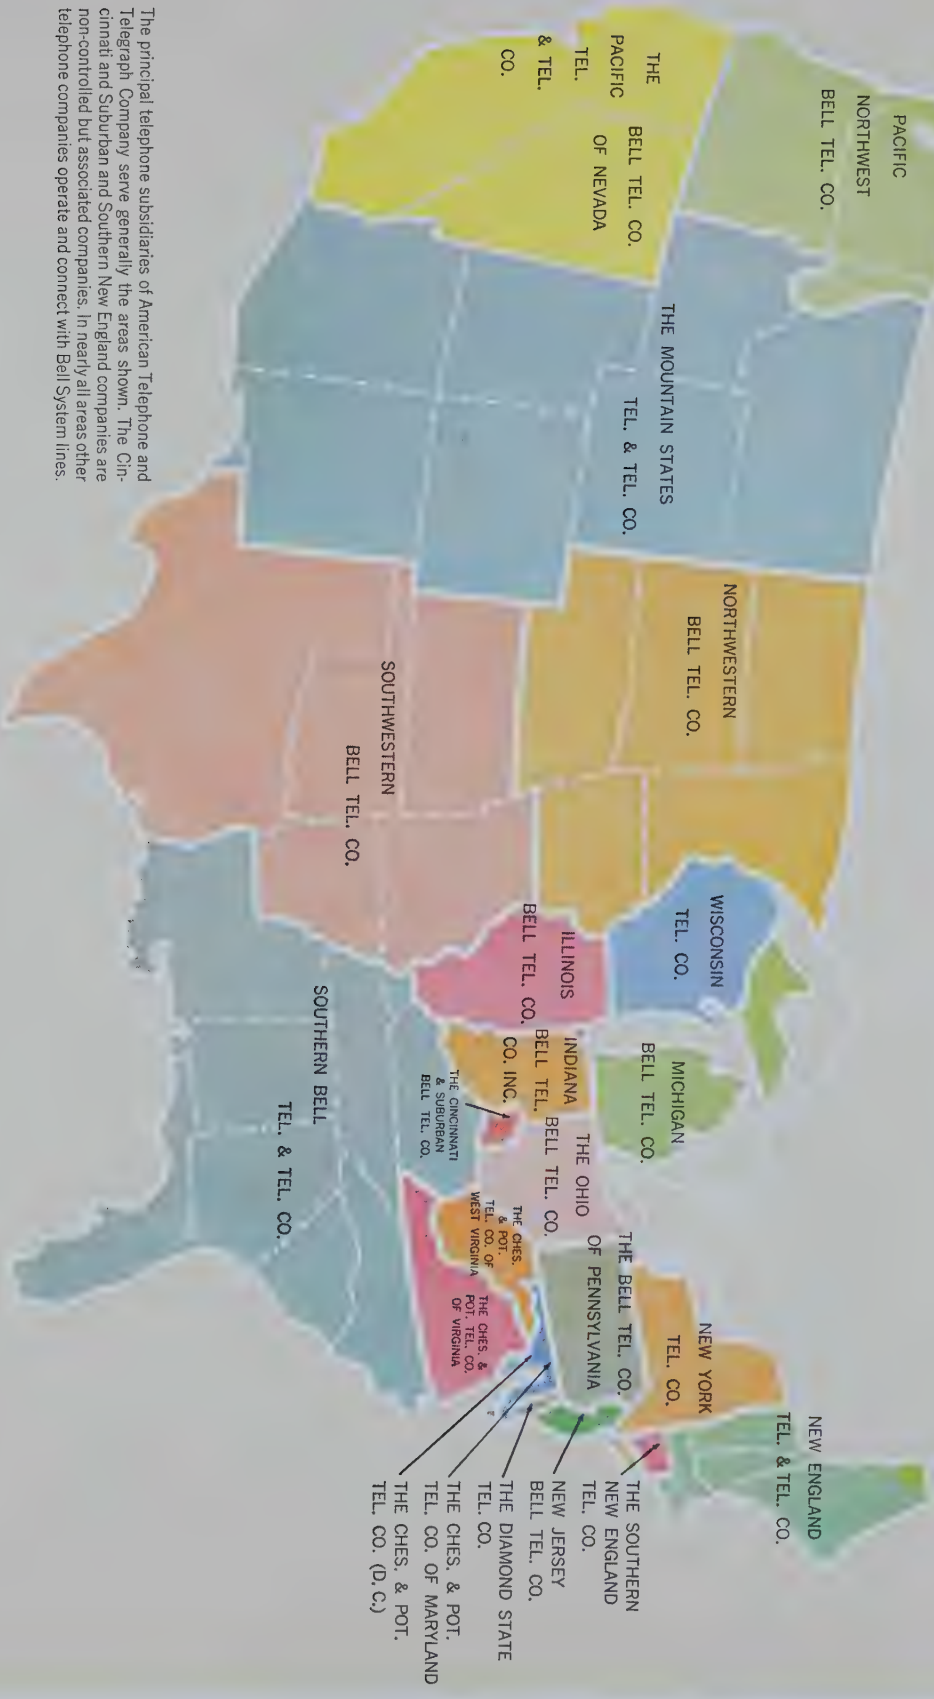 PACIFIC
NORTHWEST
BELL TEL. CO.
THE
PACIFIC
TEL.
& TEL.
CO.
BELL TEL. CO.
OF NEVADA
THE MOUNTAIN STATES
TEL. & TEL. CO.
NORTHWESTERN
BELL TEL. CO.
SOUTHWESTERN
BELL TEL. CO.
WISCONSIN
TEL. CO.
ILLINOIS
BELL TEL. CO.
MICHIGAN
BELL TEL. CO.
INDIANA
BELL TEL.
CO. INC.
THE OHIO
BELL TEL. CO.
THE CINCINNATI
& SUBURBAN
BELL TEL. CO.
SOUTHERN BELL
TEL. & TEL. CO.
THE CHES.
& POT.
TEL. CO. OF
WEST VIRGINIA
THE CHES. &
POT. TEL. CO.
OF VIRGINIA
THE BELL TEL. CO.
OF PENNSYLVANIA
NEW YORK
TEL. CO.
NEW ENGLAND
TEL. & TEL. CO.
THE SOUTHERN
NEW ENGLAND
TEL. CO.
NEW JERSEY
BELL TEL. CO.
THE DIAMOND STATE
TEL. CO.
THE CHES. & POT.
TEL. CO. OF MARYLAND
THE CHES. & POT.
TEL. CO. (D. C.)
The principal telephone subsidiaries of American Telephone and
Telegraph Company serve generally the areas shown. The Cin-
cinnati and Suburban and Southern New England companies are
non-controlled but associated companies. In nearly all areas other
telephone companies operate and connect with Bell System lines.